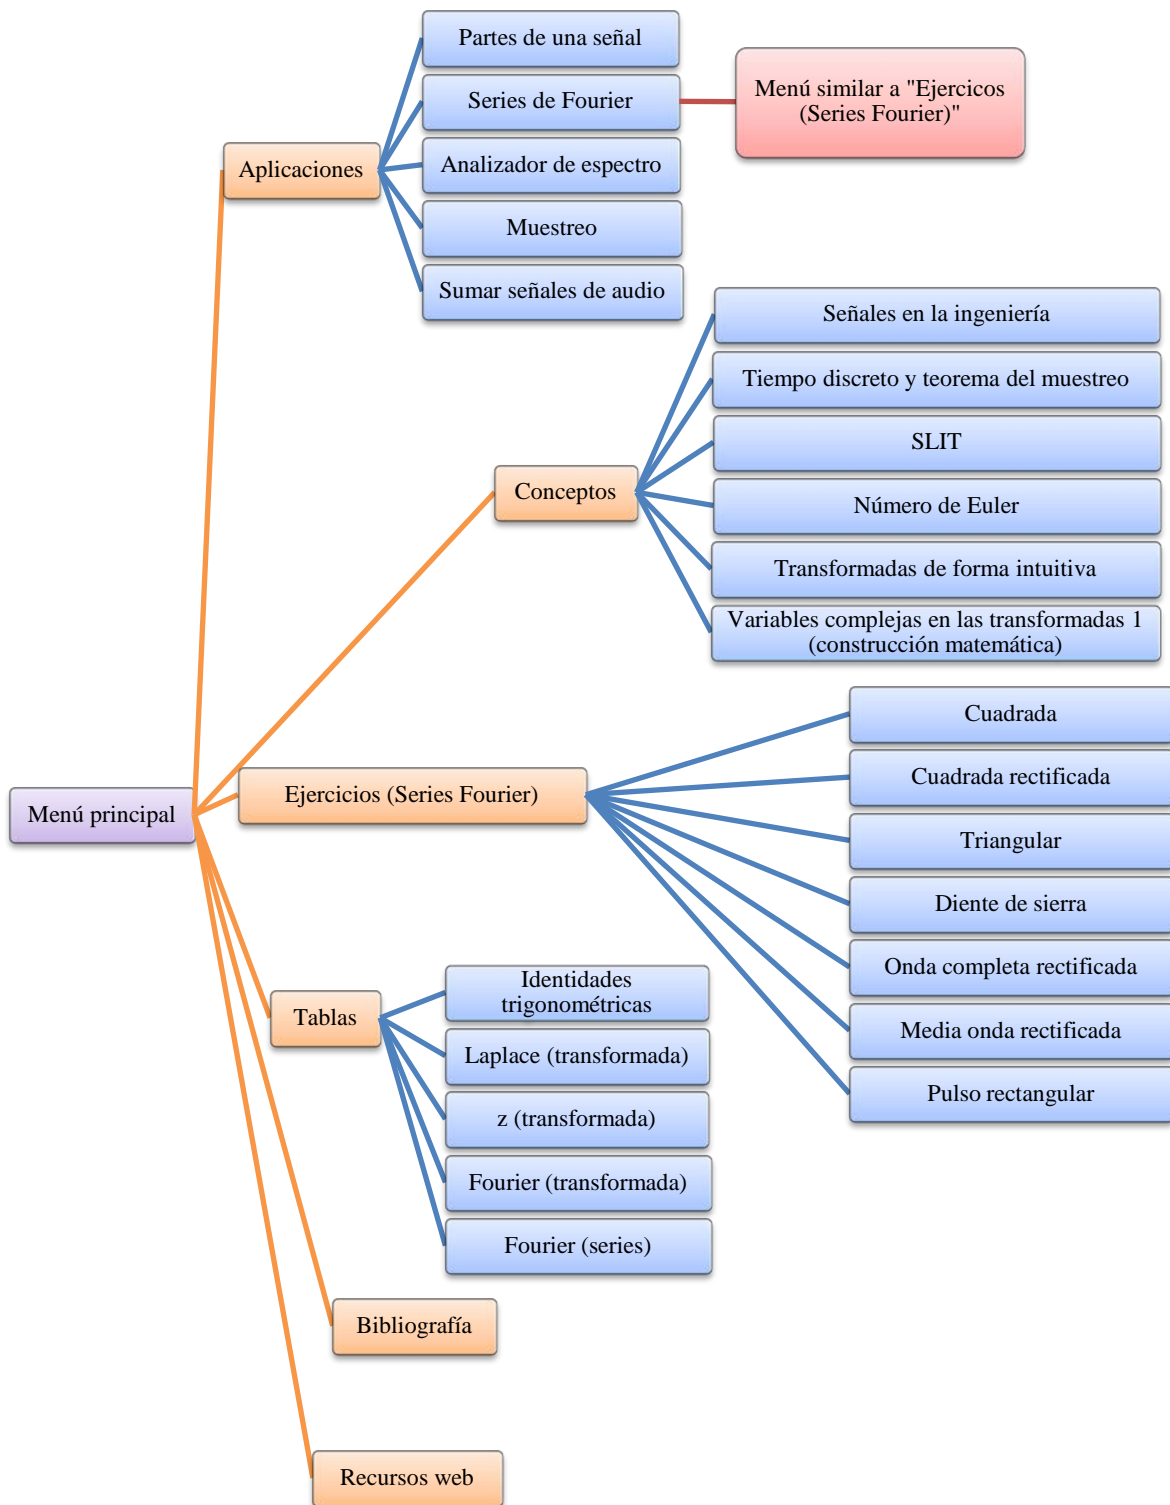 Partes de una señal
Series de Fourier
Menú similar a "Ejercicos
(Series Fourier)"
Aplicaciones
Analizador de espectro
Muestreo
Sumar señales de audio
Señales en la ingeniería
Tiempo discreto y teorema del muestreo
SLIT
Conceptos
Número de Euler
Transformadas de forma intuitiva
Variables complejas en las transformadas 1
(construcción matemática)
Cuadrada
Cuadrada rectificada
Ejercicios (Series Fourier)
Menú principal
Triangular
Diente de sierra
Onda completa rectificada
Media onda rectificada
Pulso rectangular
Identidades
trigonométricas
Tablas
Laplace (transformada)
z (transformada)
Fourier (transformada)
Fourier (series)
Bibliografía
Recursos web